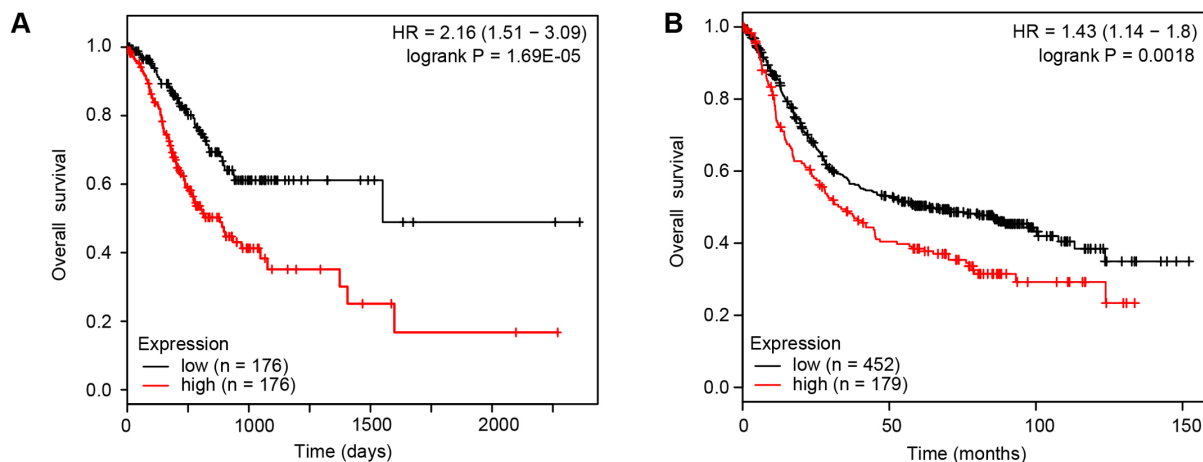 A
HR = 2.16 (1.51 − 3.09)
logrank P = 1.69E-05
Overall survival
1.0
0.8
0.6
0.4
0.2
0.0
Expression
low (n = 176)
high (n = 176)
0 1000 1500 2000
Time (days)
B
HR = 1.43 (1.14 − 1.8)
logrank P = 0.0018
Overall survival
1.0
0.8
0.6
0.4
0.2
0.0
Expression
low (n = 452)
high (n = 179)
0 50 100 150
Time (months)